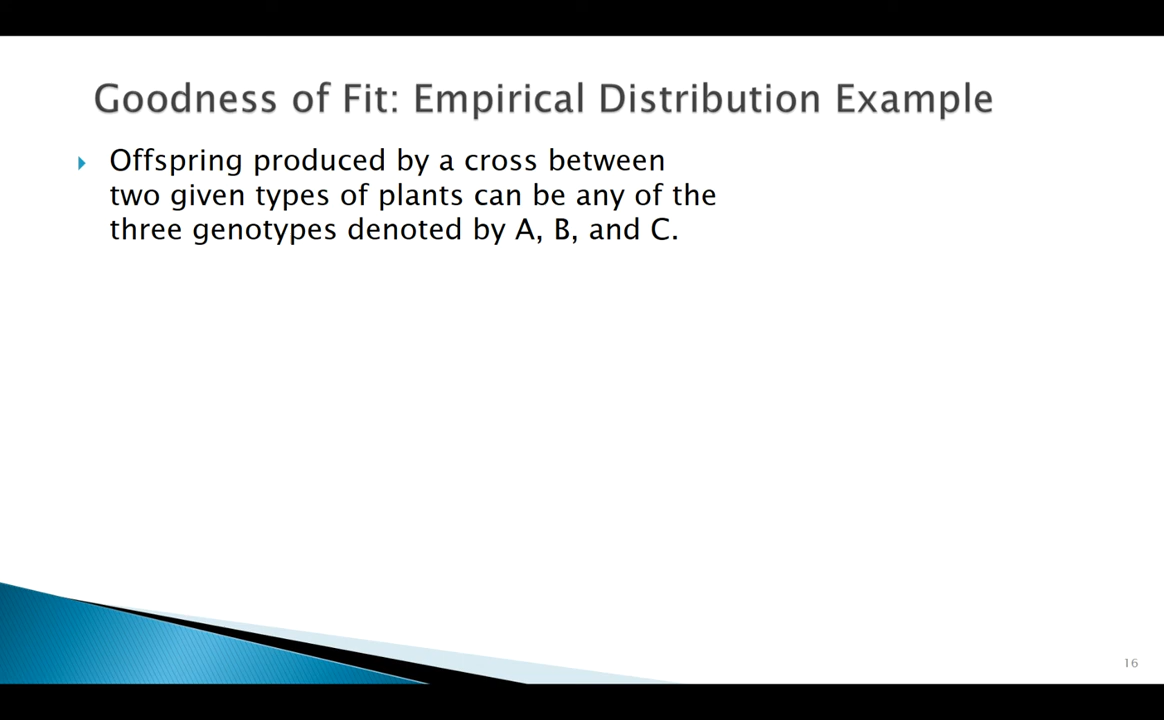 Goodness of Fit: Empirical Distribution Example
Offspring produced by a cross between
two given types of plants can be any of the
three genotypes denoted by A, B, and C.
16